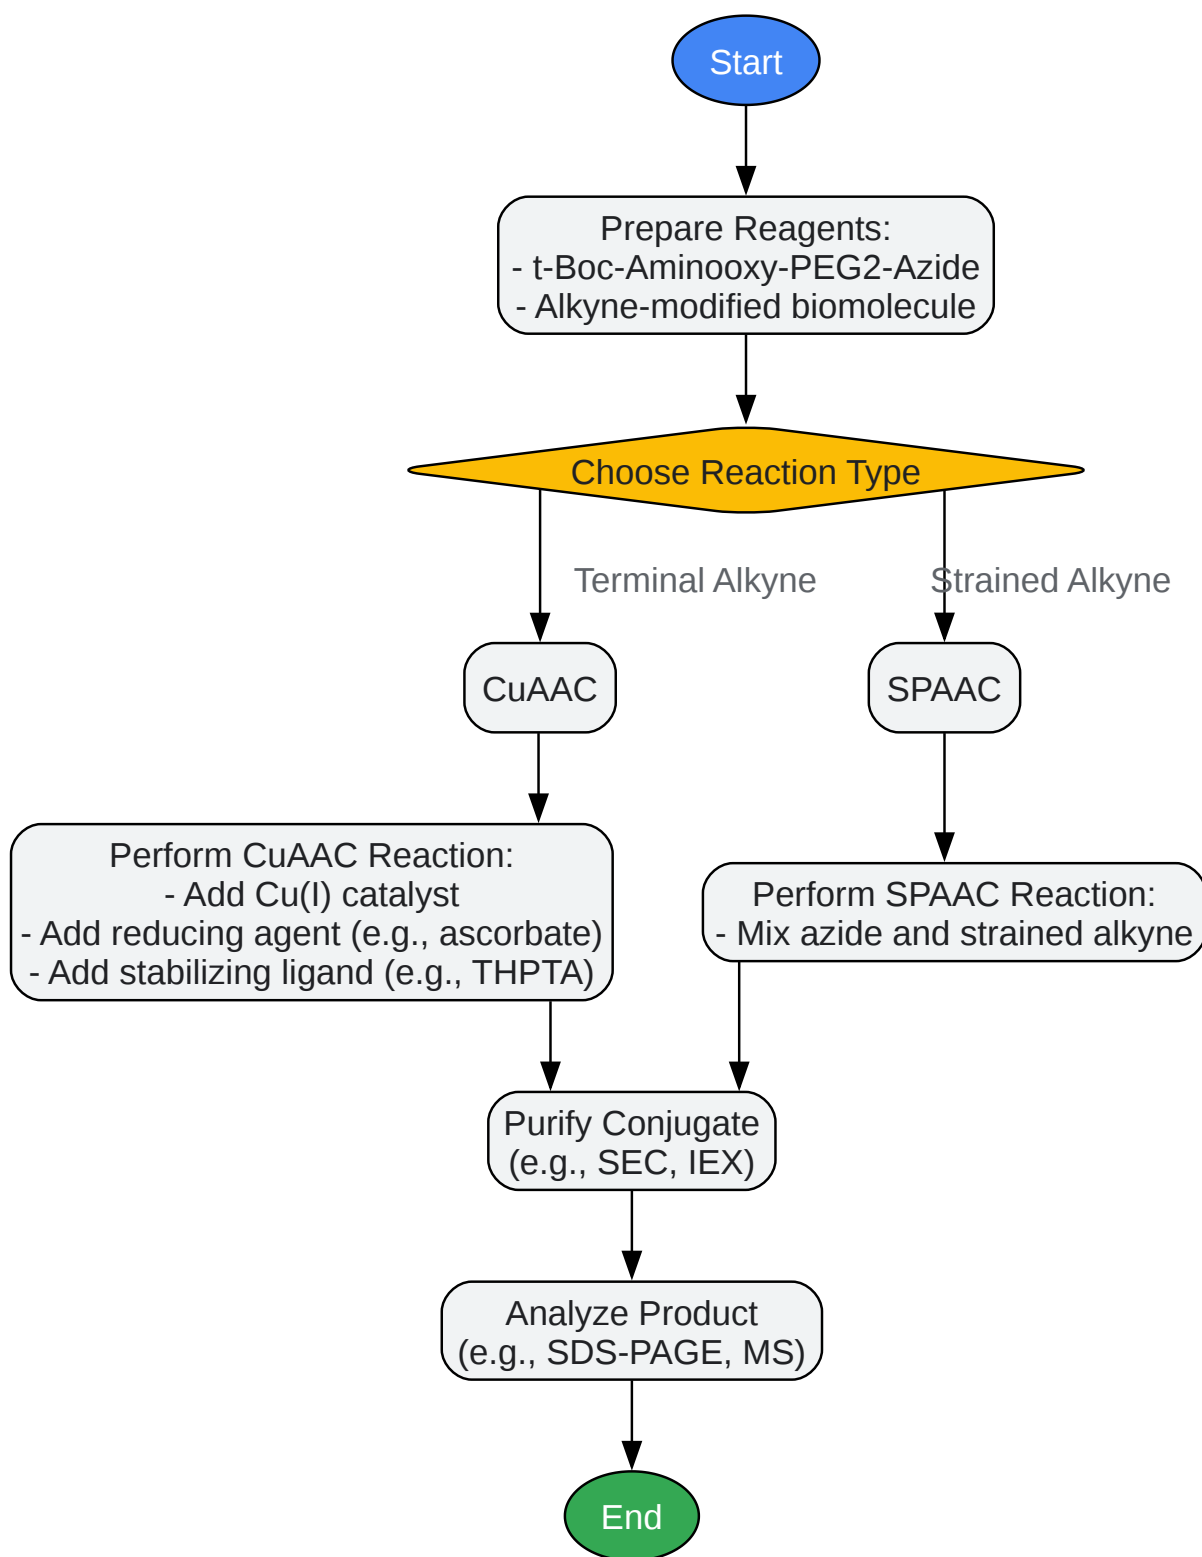 Start
Prepare Reagents:
- t-Boc-Aminooxy-PEG2-Azide
- Alkyne-modified biomolecule
Choose Reaction Type
Terminal Alkyne
Strained Alkyne
CuAAC
SPAAC
Perform CuAAC Reaction:
- Add Cu(I) catalyst
- Add reducing agent (e.g., ascorbate)
- Add stabilizing ligand (e.g., THPTA)
Perform SPAAC Reaction:
- Mix azide and strained alkyne
Purify Conjugate
(e.g., SEC, IEX)
Analyze Product
(e.g., SDS-PAGE, MS)
End